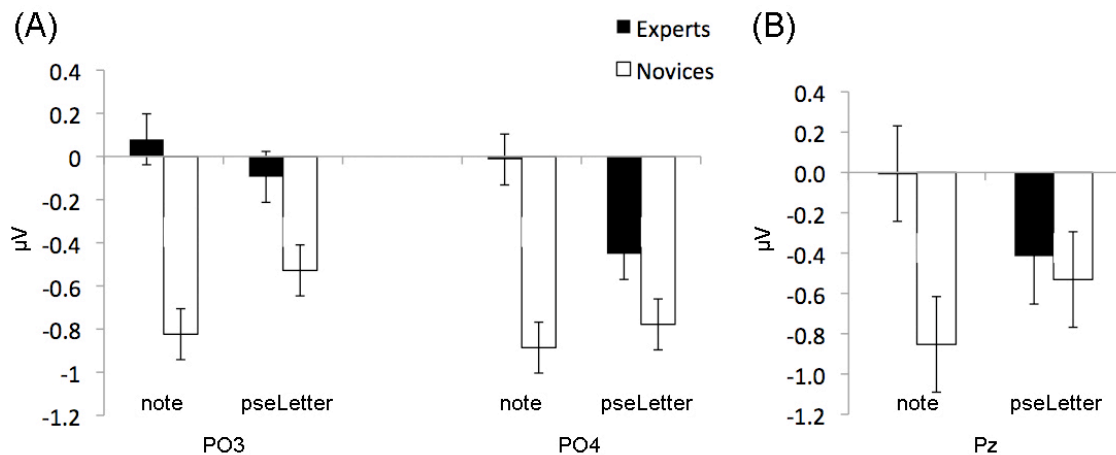 (A)
Experts
Novices
0.4
0.2
0
-0.2
-0.4
-0.6
-0.8
-1
-1.2
µV
note pseLetter note pseLetter
PO3 PO4
(B)
0.4
0.2
0.0
-0.2
-0.4
-0.6
-0.8
-1.0
-1.2
µV
note pseLetter
Pz